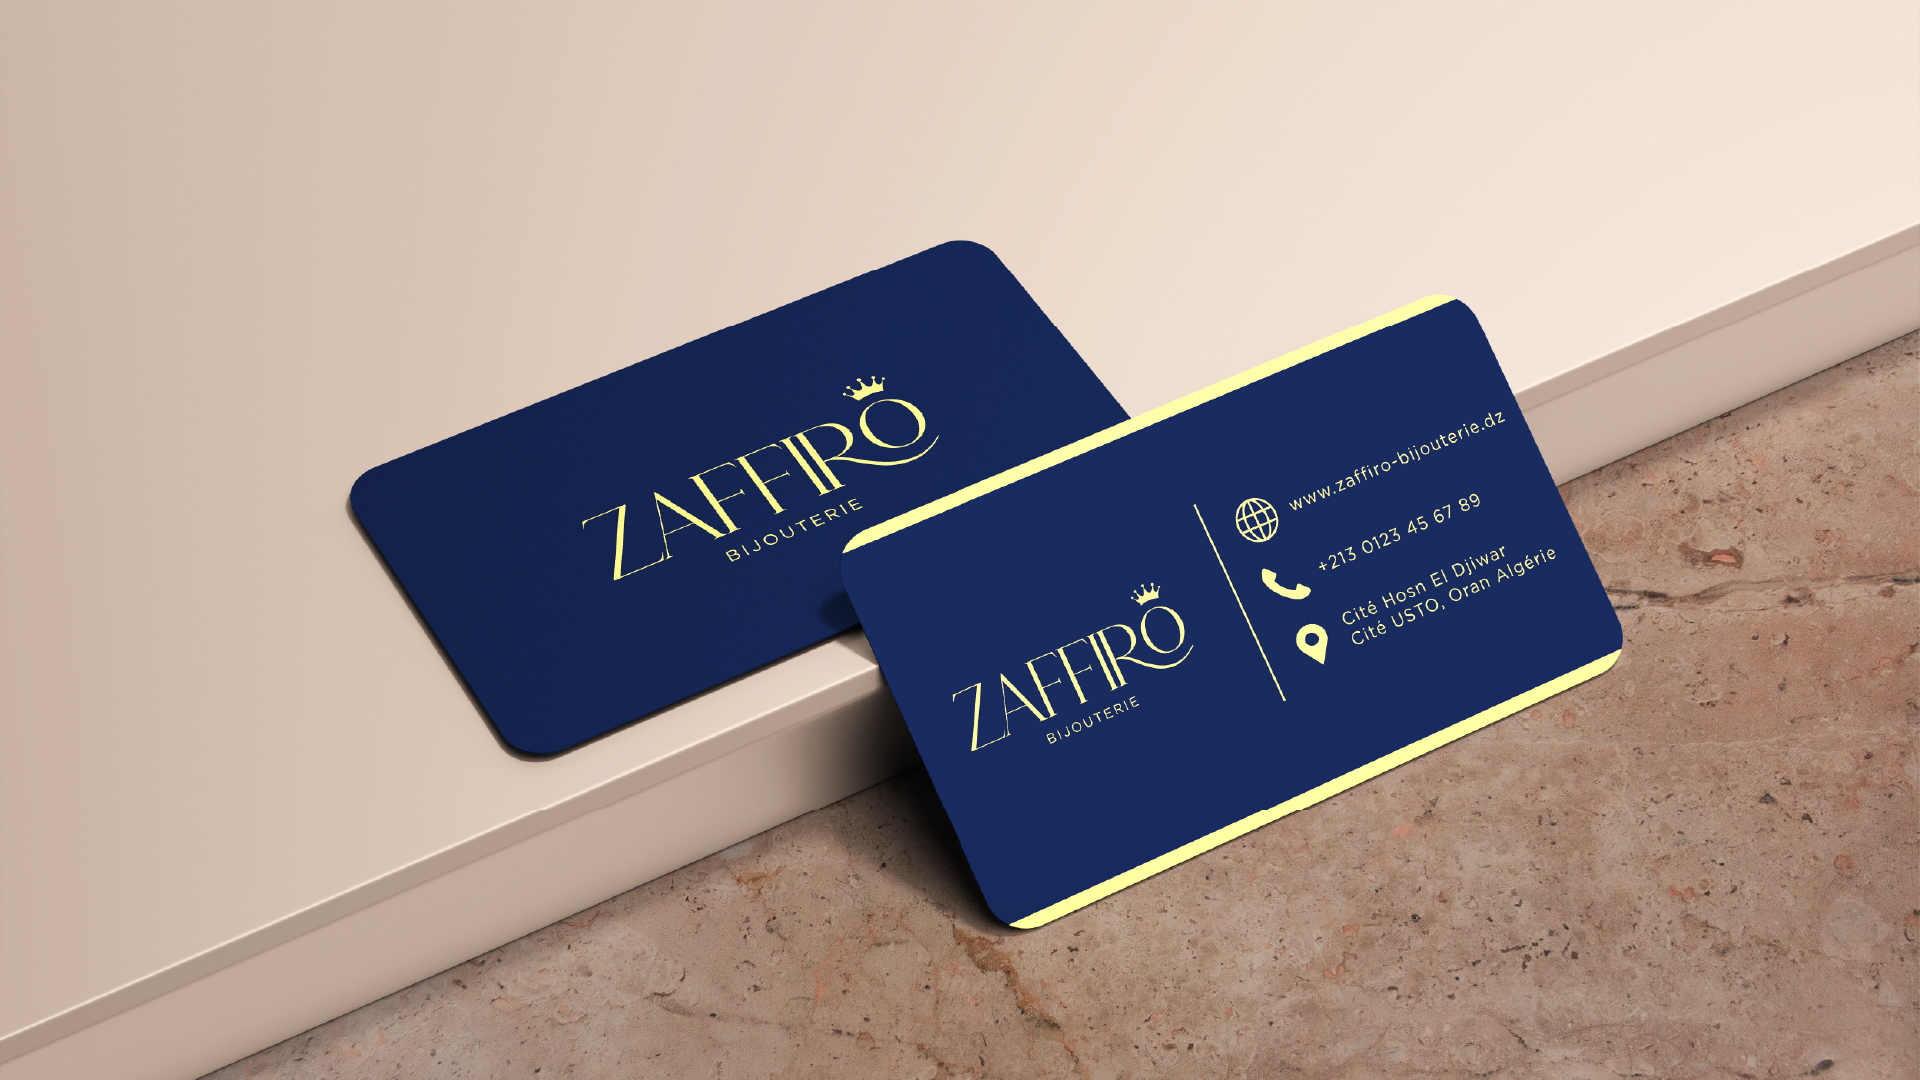 ZAFFIRO
BIJOUTERIE
ZAFFIRO
BIJOUTERIE
www.zaffiro-bijouterie.dz
+213 0123 45 67 89
Cité Hosn El Djiwar
Cité USTO, Oran Algérie